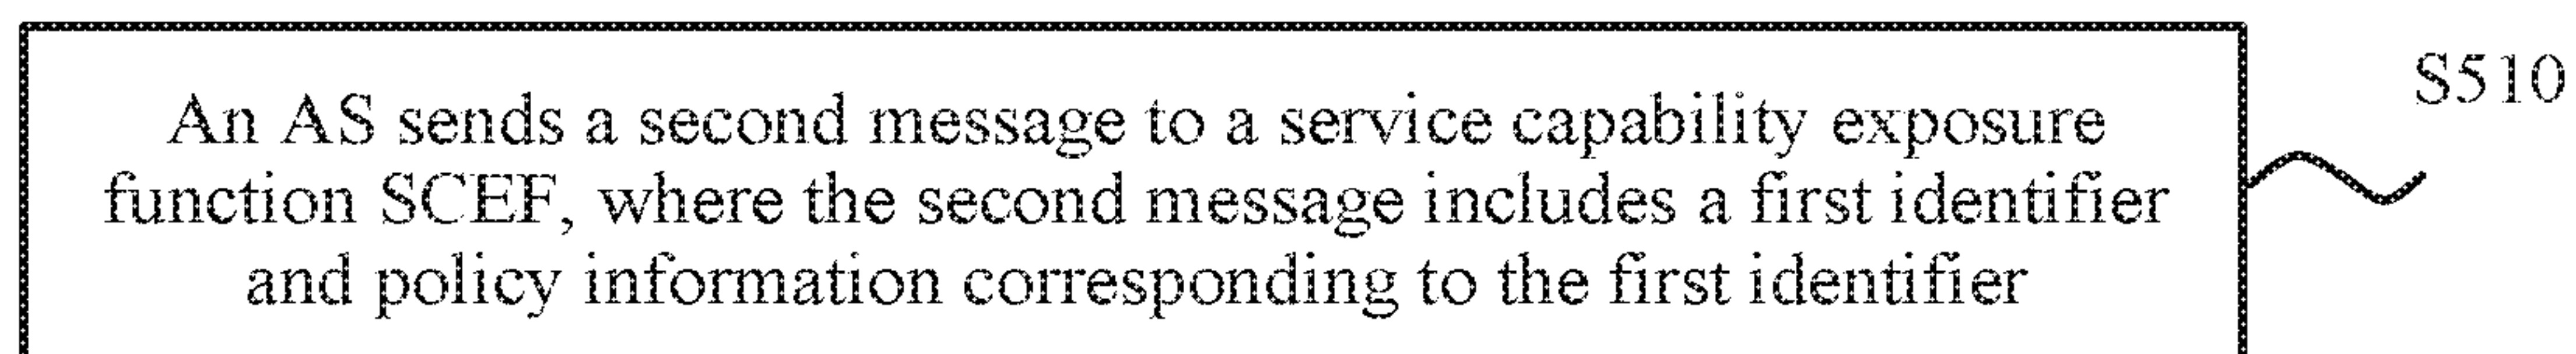 S510
An AS sends a second message to a service capability exposure
function SCEF, where the second message includes a first identifier
and policy information corresponding to the first identifier